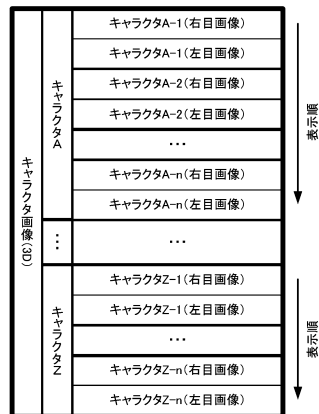 キャラクタ画像(3D)
キャラクタA
キャラクタA-1(右目画像)
キャラクタA-1(左目画像)
キャラクタA-2(右目画像)
キャラクタA-2(左目画像)
…
キャラクタA-n(右目画像)
キャラクタA-n(左目画像)
表示順
…
…
キャラクタZ
キャラクタZ-1(右目画像)
キャラクタZ-1(左目画像)
…
キャラクタZ-n(右目画像)
キャラクタZ-n(左目画像)
表示順